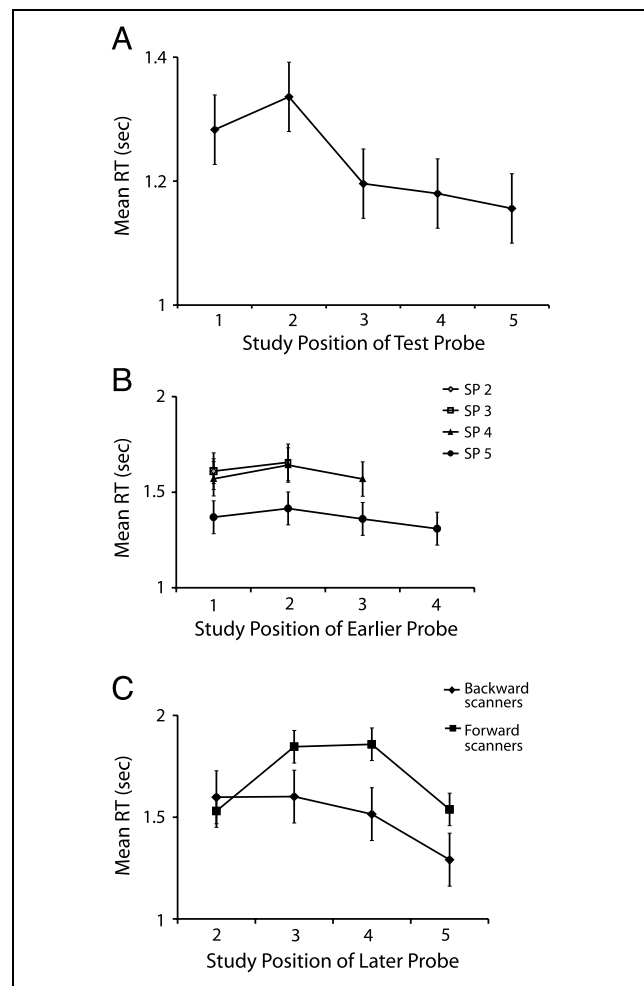 A
1.4
1.2
1
Mean RT (sec)
1 2 3 4 5
Study Position of Test Probe
B
2
1.5
1
Mean RT (sec)
SP 2
SP 3
SP 4
SP 5
1 2 3 4
Study Position of Earlier Probe
C
2
1.5
1
Mean RT (sec)
Backward
scanners
Forward
scanners
2 3 4 5
Study Position of Later Probe